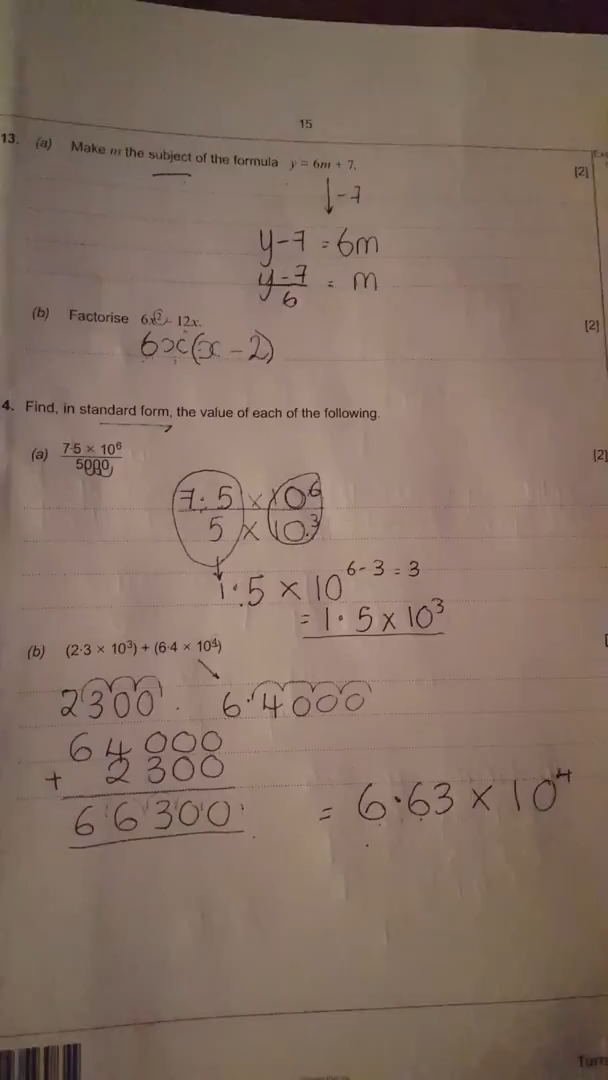 15
13. (a) Make m the subject of the formula y = 6m + 7. [2]
↓-7
y-7 = 6m
y-7/6 = m
(b) Factorise 6x² - 12x. [2]
6x(x - 2)
4. Find, in standard form, the value of each of the following.
(a) 7·5 × 10⁶ / 5000 [2]
7.5 × 10⁶
5 × 10³
1·5 × 10⁶⁻³⁼³
= 1·5 × 10³
(b) (2·3 × 10³) + (6·4 × 10⁴) [
2300. 6·4000
64000
+ 2300
66300 = 6·63 × 10⁴
Turn